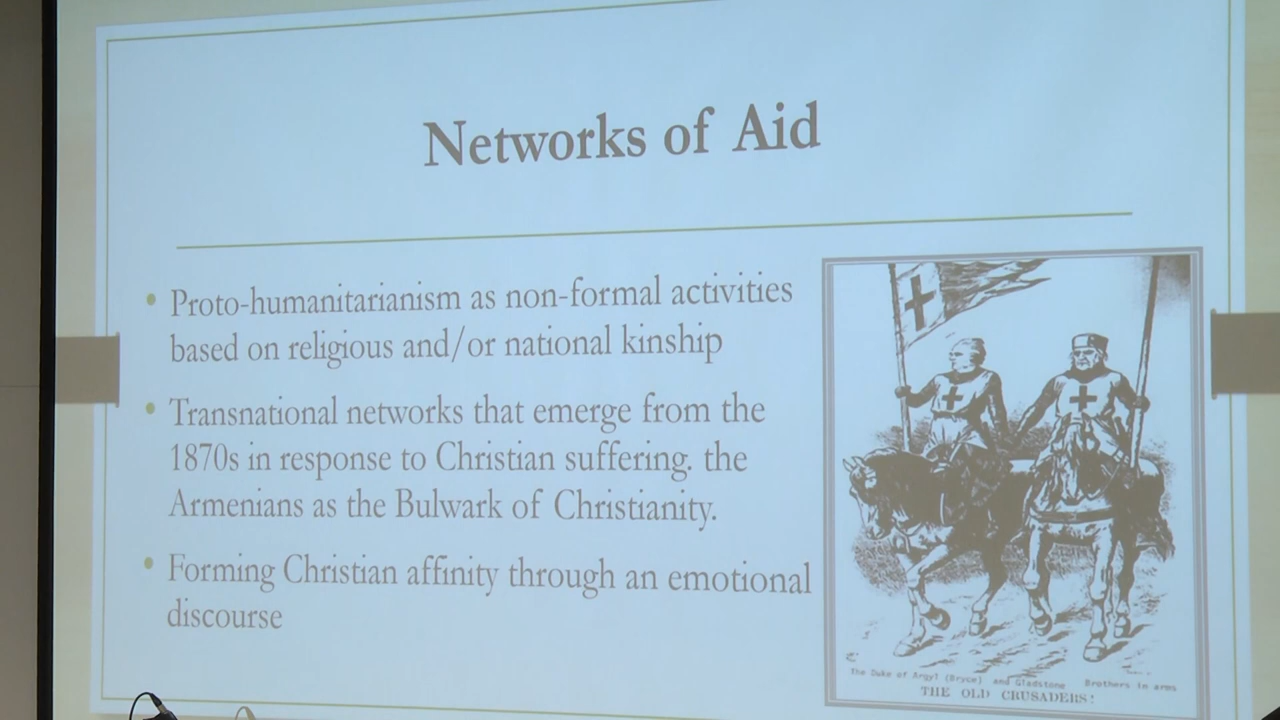 Networks of Aid
• Proto-humanitarianism as non-formal activities
based on religious and/or national kinship
• Transnational networks that emerge from the
1870s in response to Christian suffering. the
Armenians as the Bulwark of Christianity.
• Forming Christian affinity through an emotional
discourse
the Duke of Argyl (Bryce) and Gladstone Brothers in arms
THE OLD CRUSADERS!